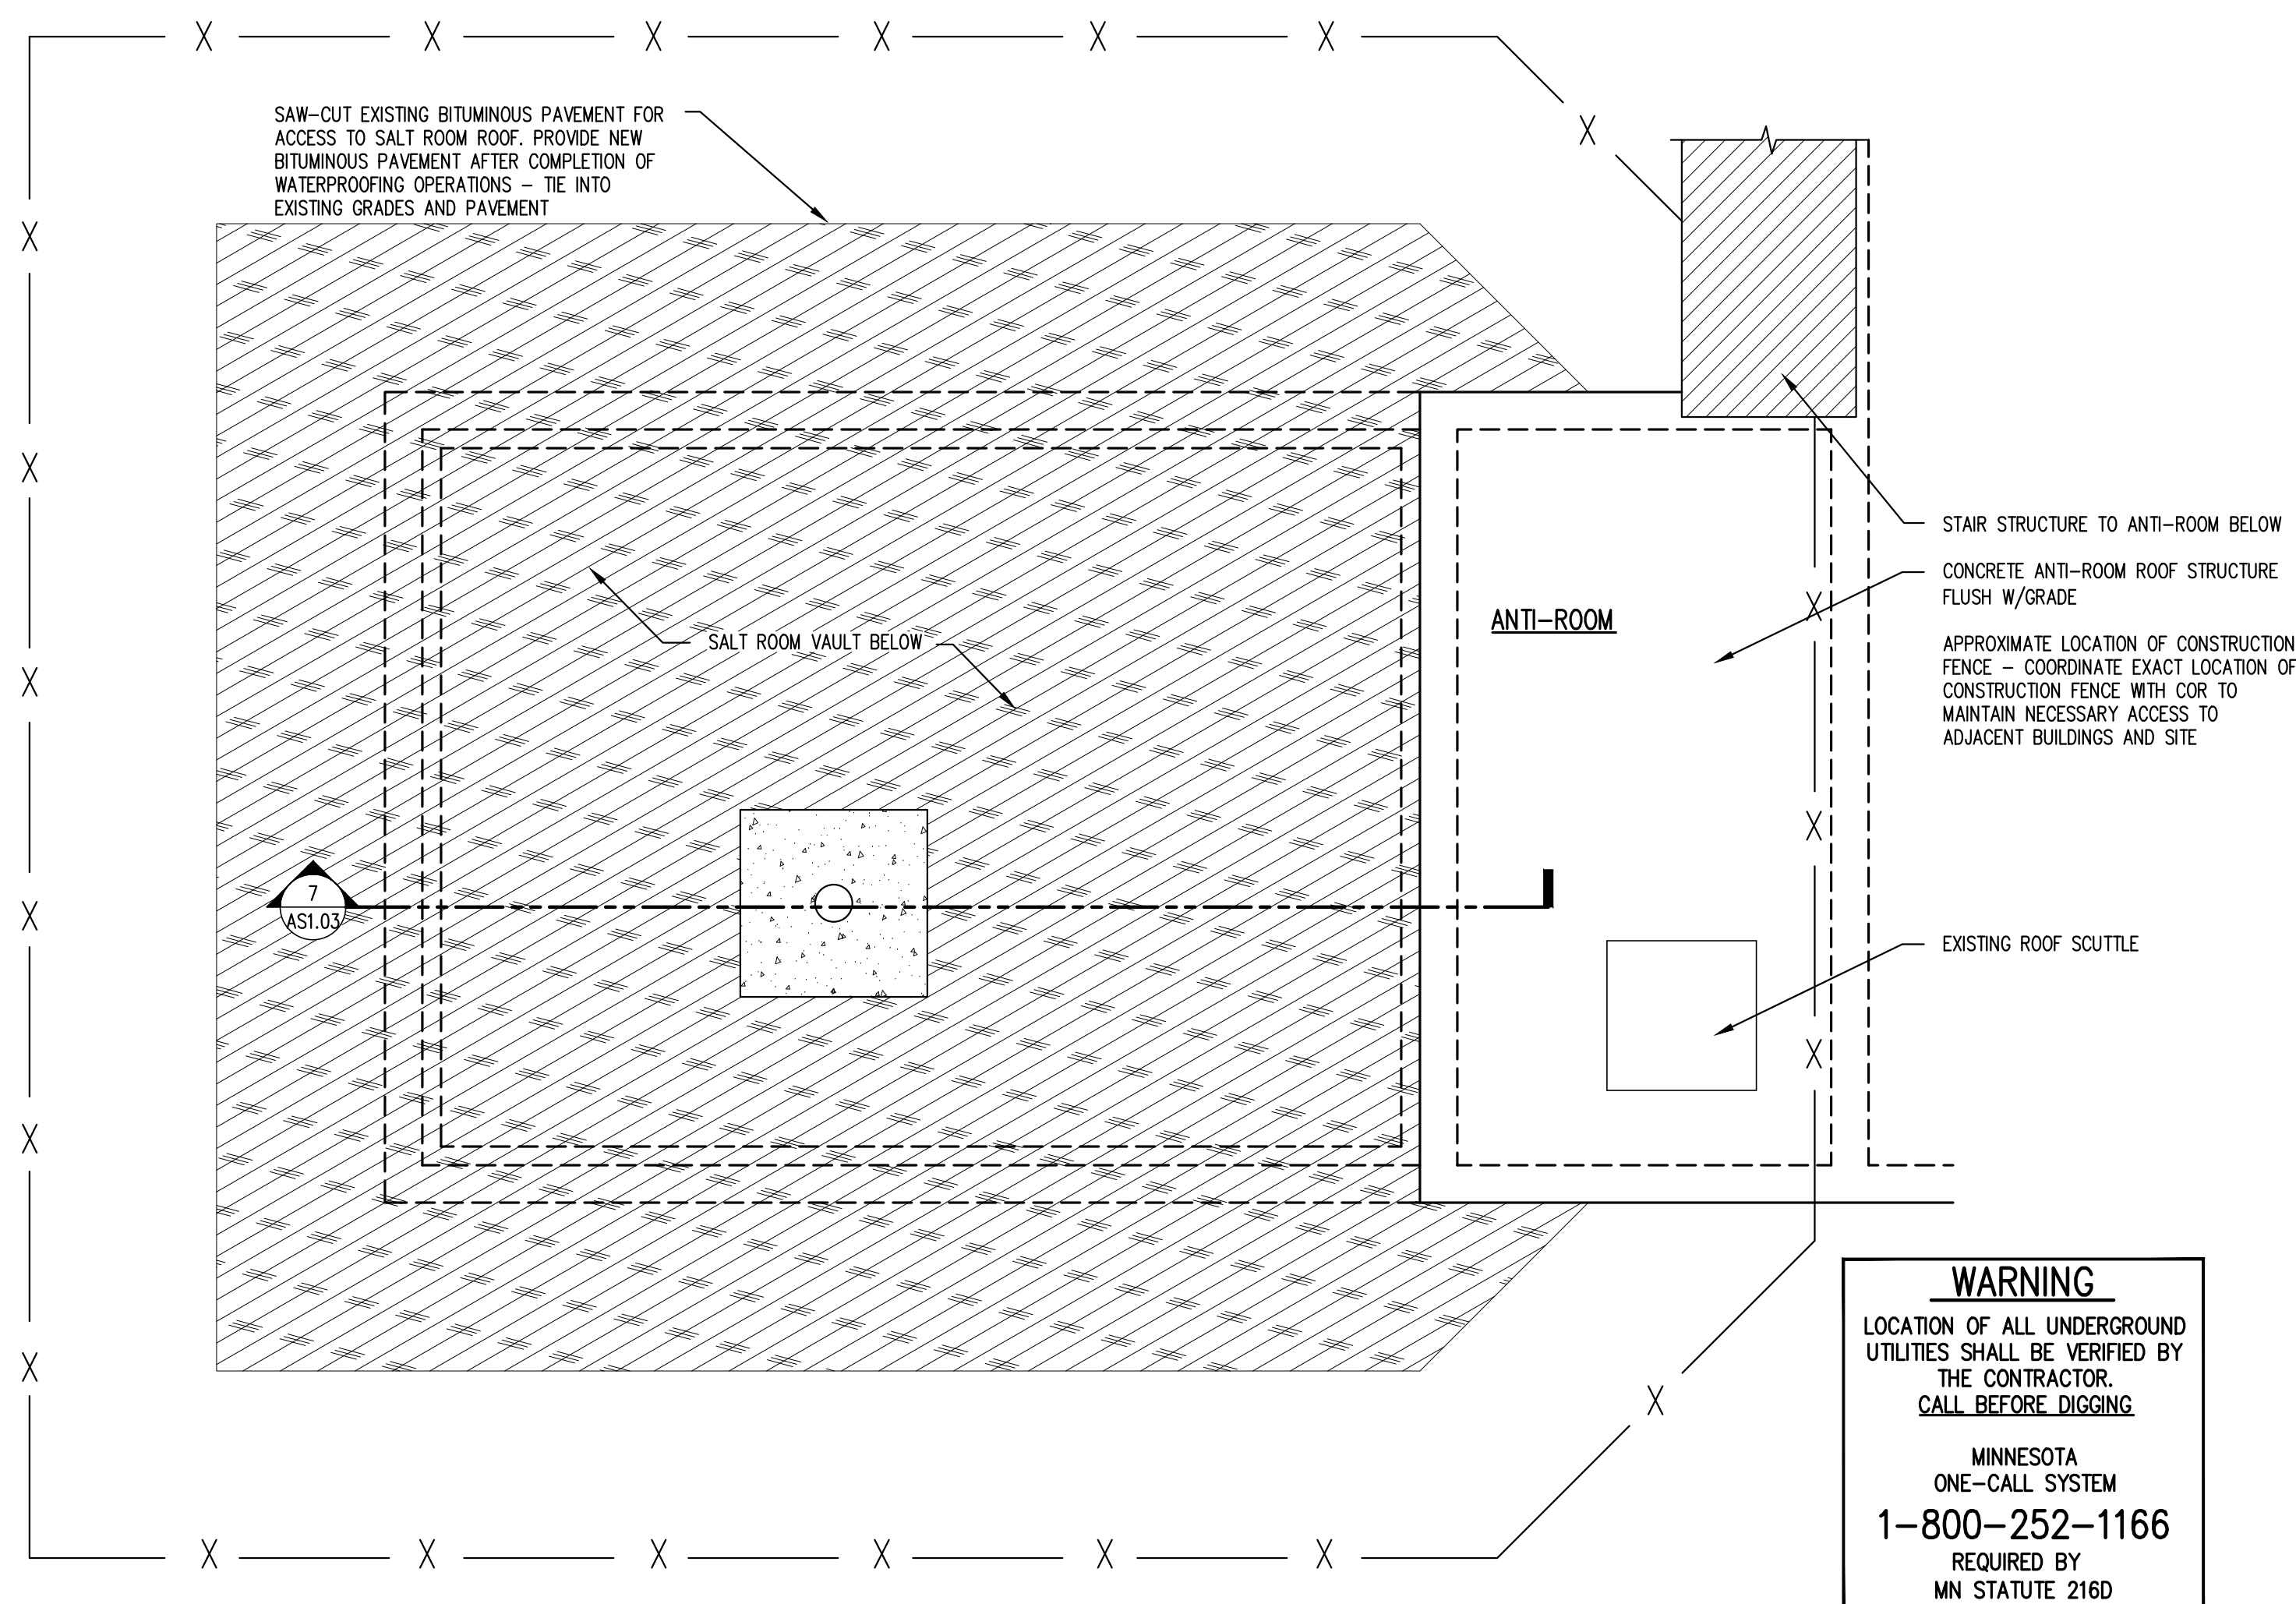 SAW-CUT EXISTING BITUMINOUS PAVEMENT FOR
ACCESS TO SALT ROOM ROOF. PROVIDE NEW
BITUMINOUS PAVEMENT AFTER COMPLETION OF
WATERPROOFING OPERATIONS – TIE INTO
EXISTING GRADES AND PAVEMENT
STAIR STRUCTURE TO ANTI-ROOM BELOW
CONCRETE ANTI-ROOM ROOF STRUCTURE
FLUSH W/GRADE
ANTI-ROOM
SALT ROOM VAULT BELOW
APPROXIMATE LOCATION OF CONSTRUCTION
FENCE – COORDINATE EXACT LOCATION OF
CONSTRUCTION FENCE WITH COR TO
MAINTAIN NECESSARY ACCESS TO
ADJACENT BUILDINGS AND SITE
7
AS1.03
EXISTING ROOF SCUTTLE
WARNING
LOCATION OF ALL UNDERGROUND
UTILITIES SHALL BE VERIFIED BY
THE CONTRACTOR.
CALL BEFORE DIGGING
MINNESOTA
ONE-CALL SYSTEM
1-800-252-1166
REQUIRED BY
MN STATUTE 216D